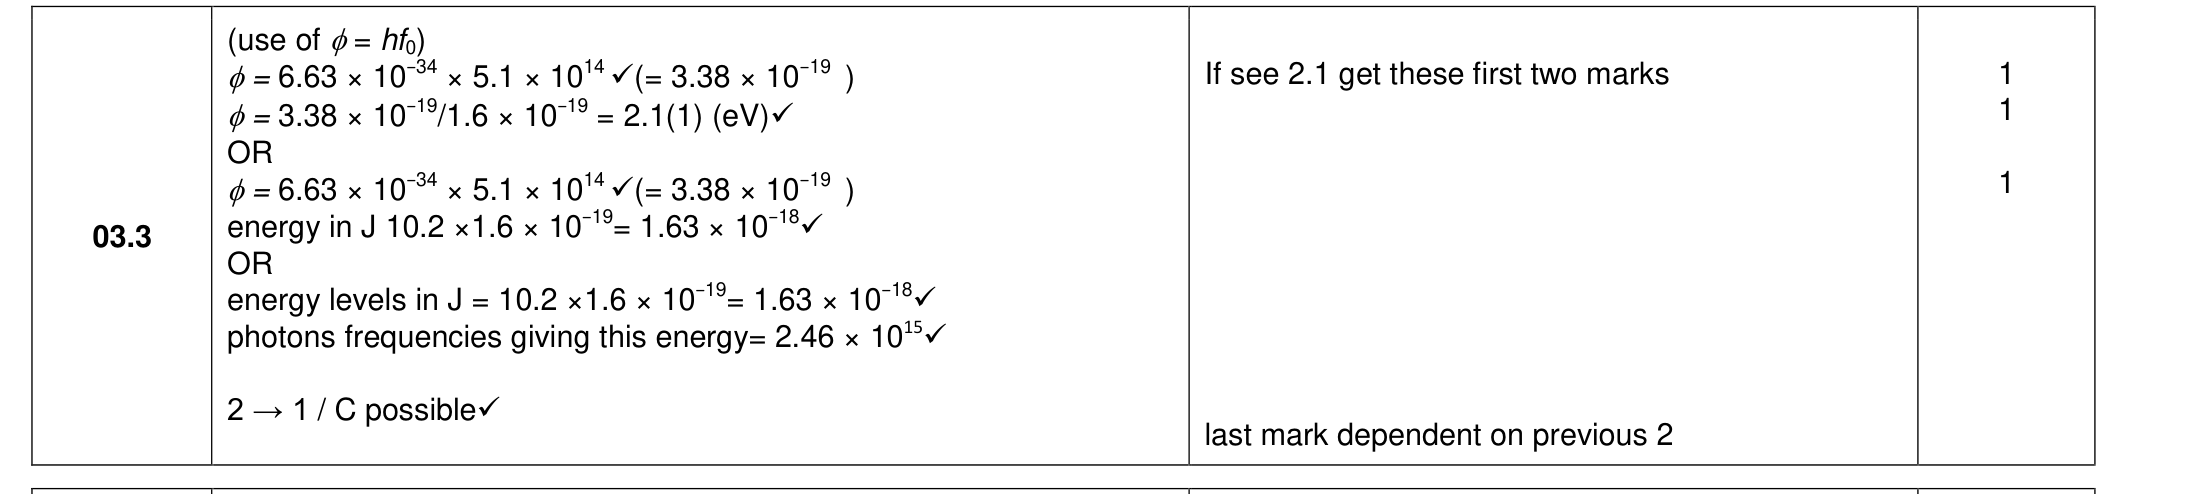 (use of ϕ = hf₀)
ϕ = 6.63 × 10⁻³⁴ × 5.1 × 10¹⁴ ✓(= 3.38 × 10⁻¹⁹ )
If see 2.1 get these first two marks
1
ϕ = 3.38 × 10⁻¹⁹/1.6 × 10⁻¹⁹ = 2.1(1) (eV)✓
1
OR
ϕ = 6.63 × 10⁻³⁴ × 5.1 × 10¹⁴ ✓(= 3.38 × 10⁻¹⁹ )
1
03.3
energy in J 10.2 ×1.6 × 10⁻¹⁹= 1.63 × 10⁻¹⁸✓
OR
energy levels in J = 10.2 ×1.6 × 10⁻¹⁹= 1.63 × 10⁻¹⁸✓
photons frequencies giving this energy= 2.46 × 10¹⁵✓
2 → 1 / C possible✓
last mark dependent on previous 2